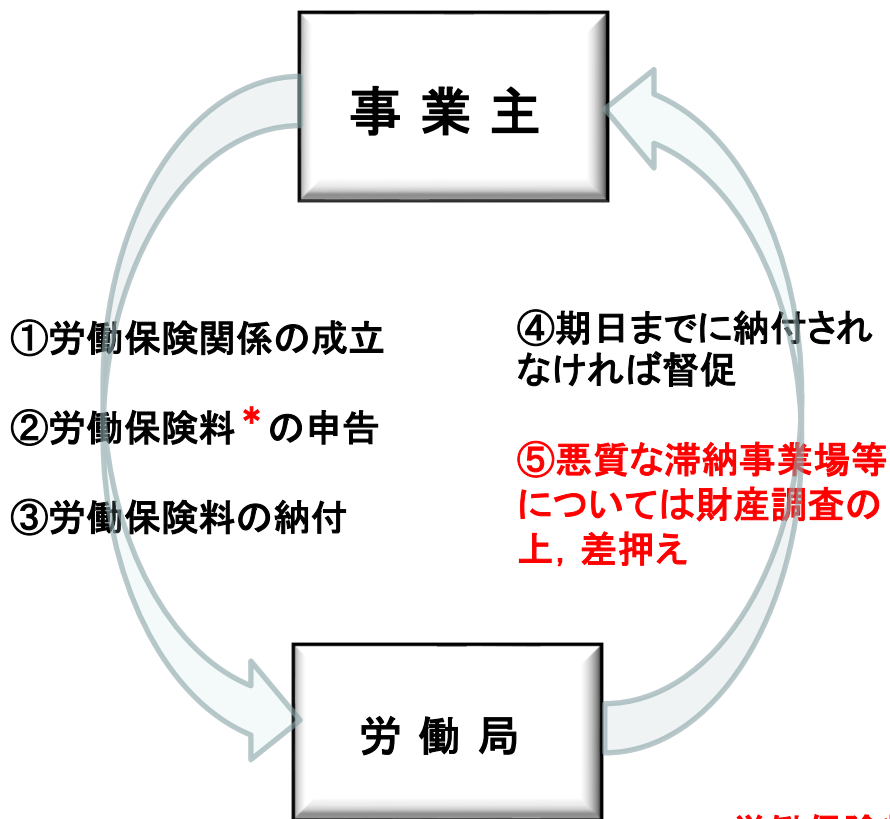 事業主
①労働保険関係の成立
②労働保険料*の申告
③労働保険料の納付
④期日までに納付され
なければ督促
⑤悪質な滞納事業場等
については財産調査の
上，差押え
労働局